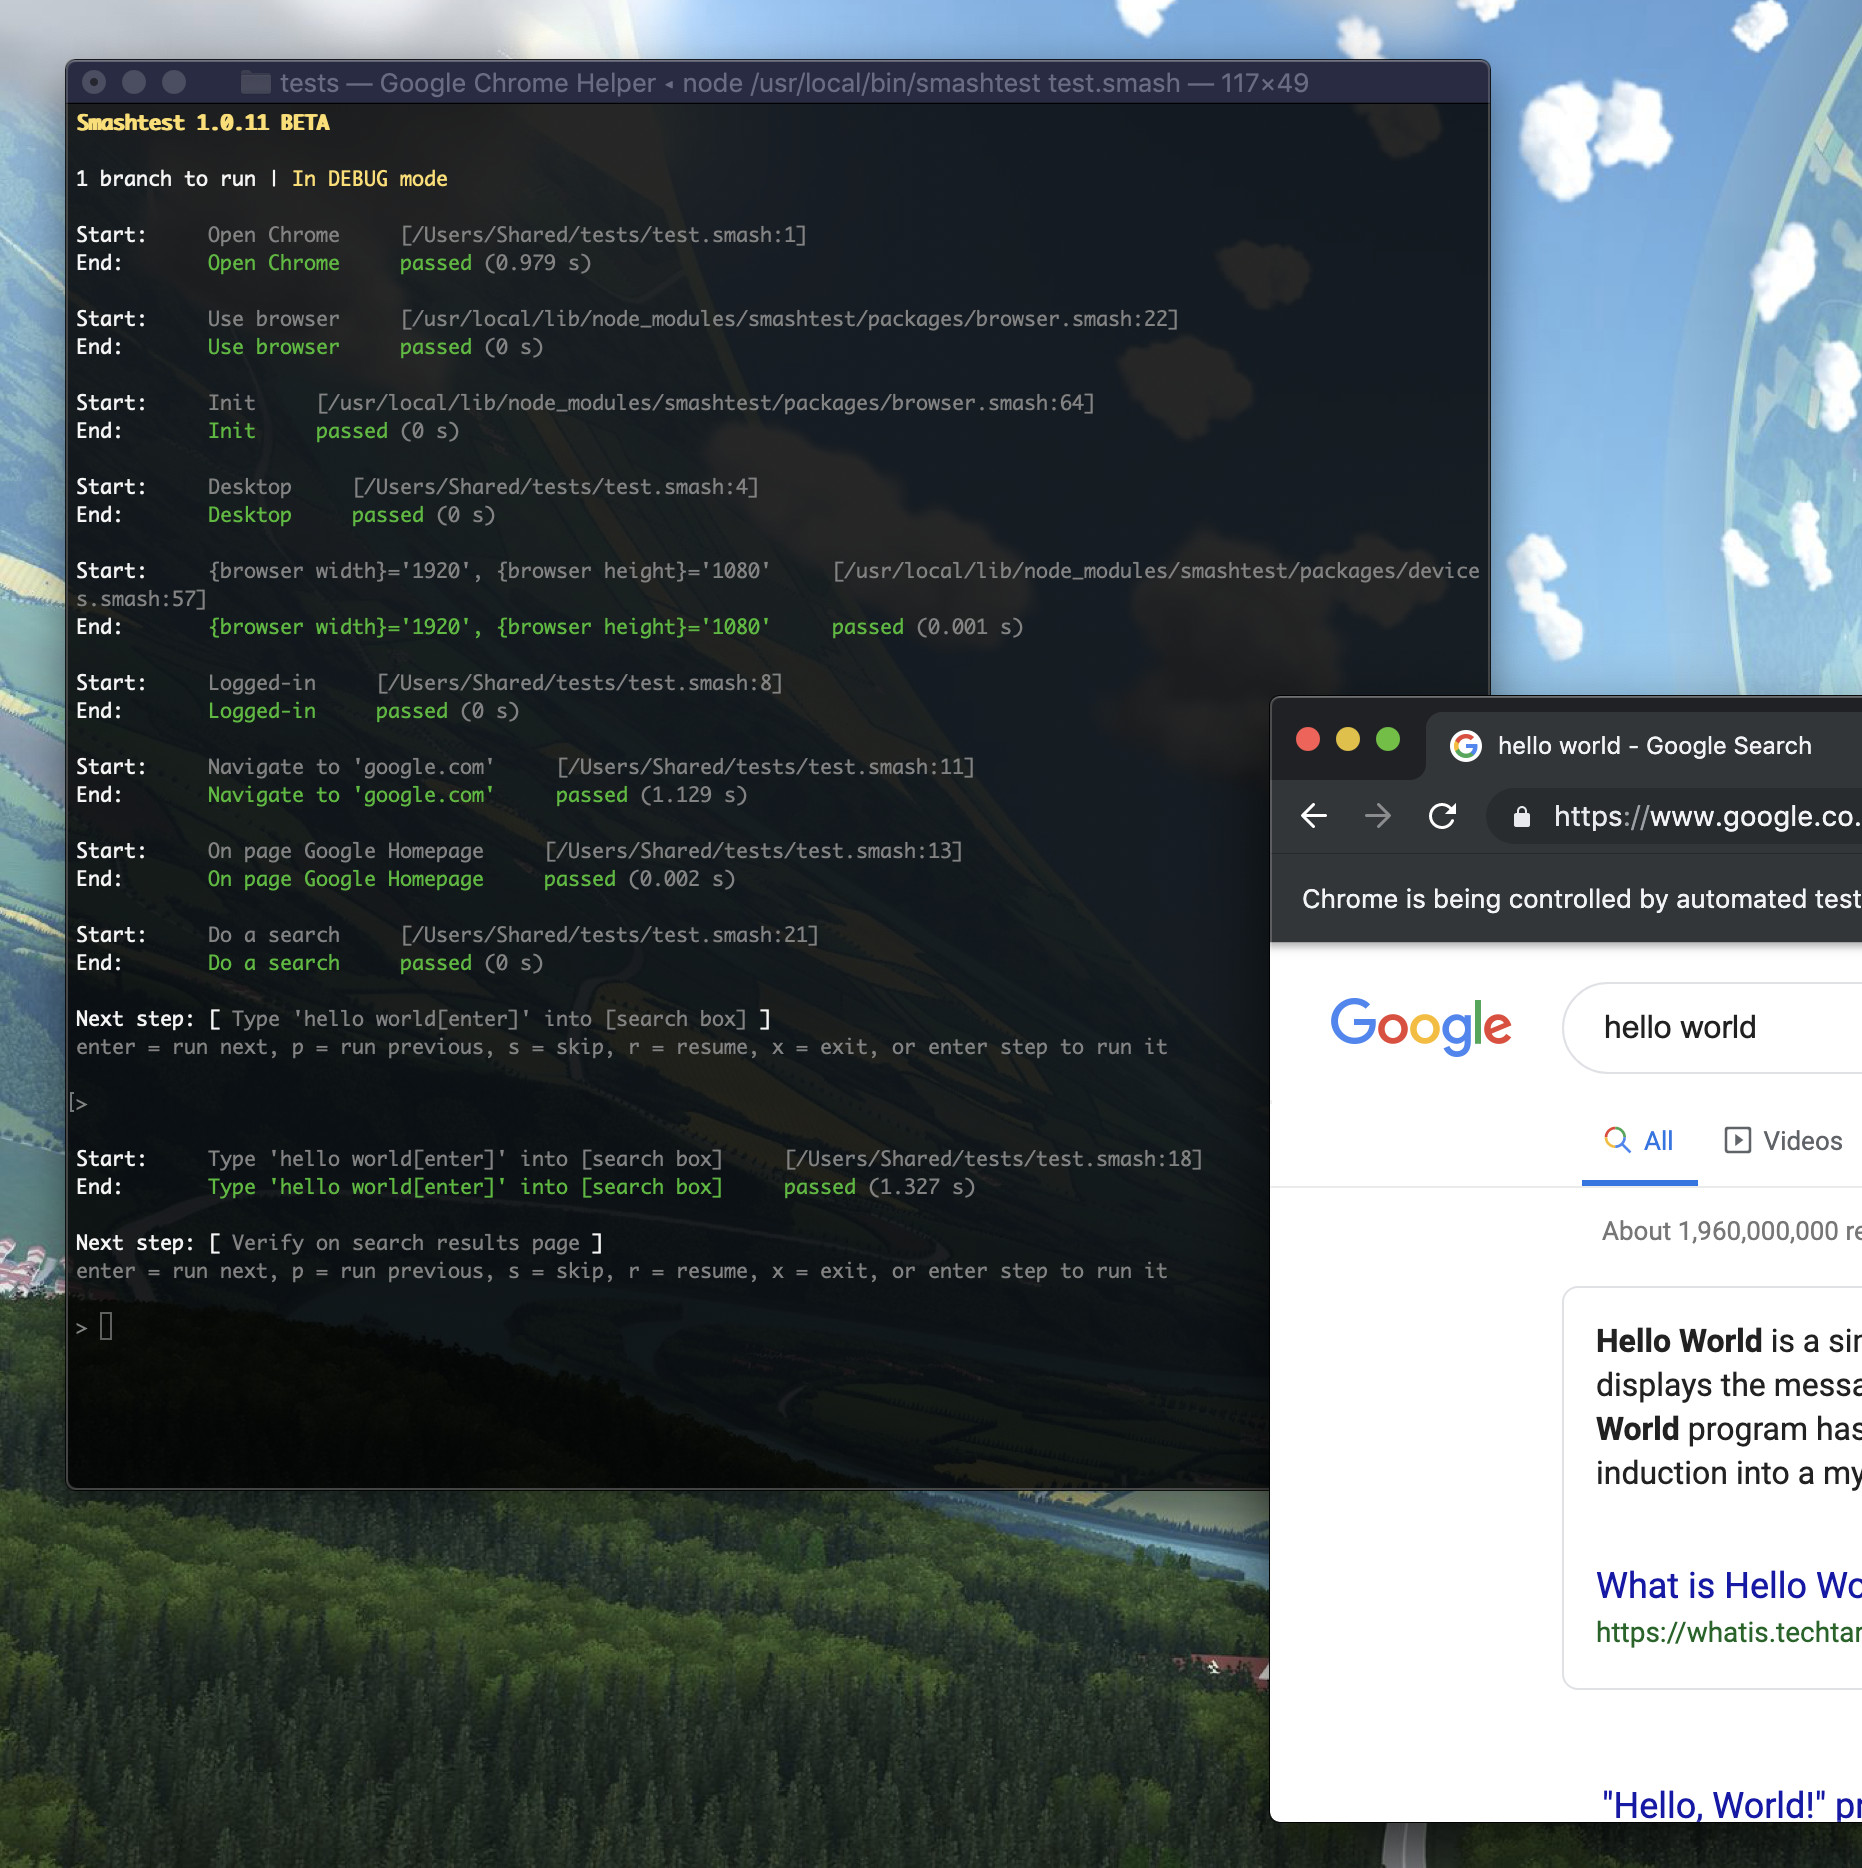 tests — Google Chrome Helper ◂ node /usr/local/bin/smashtest test.smash — 117×49
Smashtest 1.0.11 BETA
1 branch to run | In DEBUG mode
Start: Open Chrome [/Users/Shared/tests/test.smash:1]
End: Open Chrome passed (0.979 s)
Start: Use browser [/usr/local/lib/node_modules/smashtest/packages/browser.smash:22]
End: Use browser passed (0 s)
Start: Init [/usr/local/lib/node_modules/smashtest/packages/browser.smash:64]
End: Init passed (0 s)
Start: Desktop [/Users/Shared/tests/test.smash:4]
End: Desktop passed (0 s)
Start: {browser width}='1920', {browser height}='1080' [/usr/local/lib/node_modules/smashtest/packages/device
s.smash:57]
End: {browser width}='1920', {browser height}='1080' passed (0.001 s)
Start: Logged-in [/Users/Shared/tests/test.smash:8]
End: Logged-in passed (0 s)
Start: Navigate to 'google.com' [/Users/Shared/tests/test.smash:11]
End: Navigate to 'google.com' passed (1.129 s)
Start: On page Google Homepage [/Users/Shared/tests/test.smash:13]
End: On page Google Homepage passed (0.002 s)
Start: Do a search [/Users/Shared/tests/test.smash:21]
End: Do a search passed (0 s)
Next step: [ Type 'hello world[enter]' into [search box] ]
enter = run next, p = run previous, s = skip, r = resume, x = exit, or enter step to run it
[>
Start: Type 'hello world[enter]' into [search box] [/Users/Shared/tests/test.smash:18]
End: Type 'hello world[enter]' into [search box] passed (1.327 s)
Next step: [ Verify on search results page ]
enter = run next, p = run previous, s = skip, r = resume, x = exit, or enter step to run it
>
hello world - Google Search
https://www.google.co.
Chrome is being controlled by automated test
Google
hello world
All Videos
About 1,960,000,000 re
Hello World is a sim
displays the messa
World program has
induction into a my
What is Hello Wo
https://whatis.techtar
"Hello, World!" pr